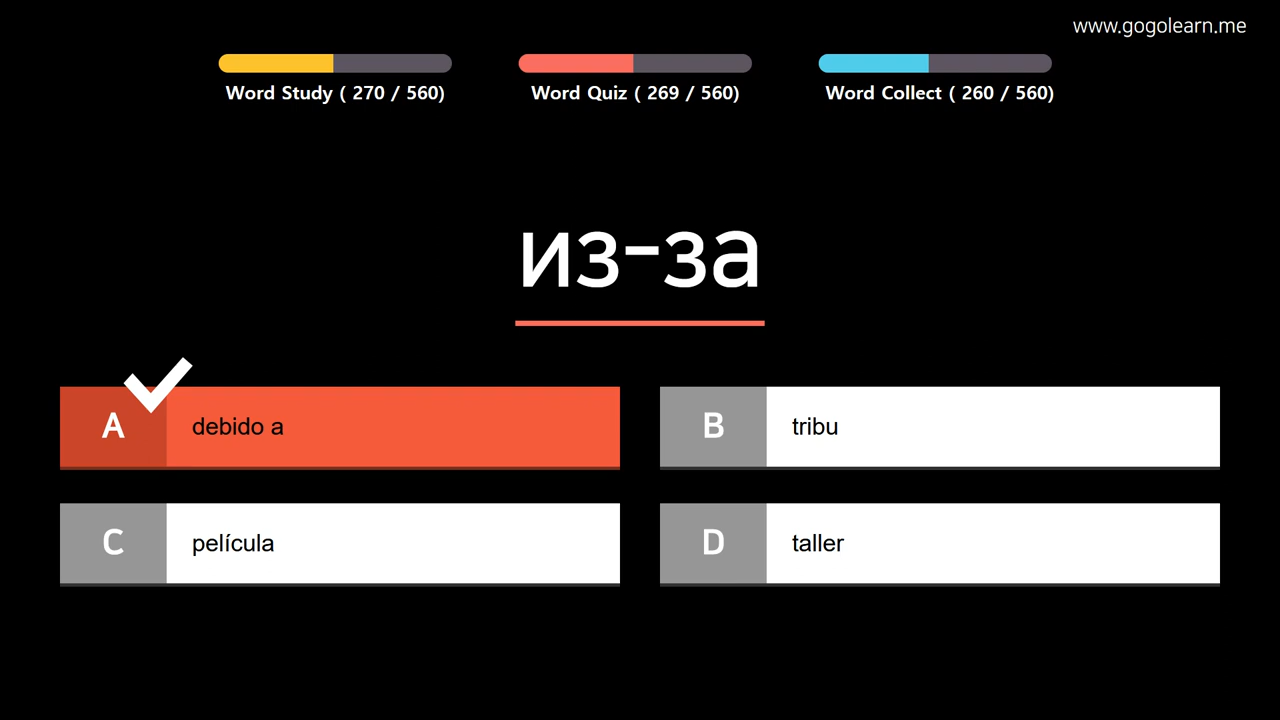 www.gogolearn.me
Word Study ( 270 / 560)
Word Quiz ( 269 / 560)
Word Collect ( 260 / 560)
из-за
A debido a
B tribu
C película
D taller